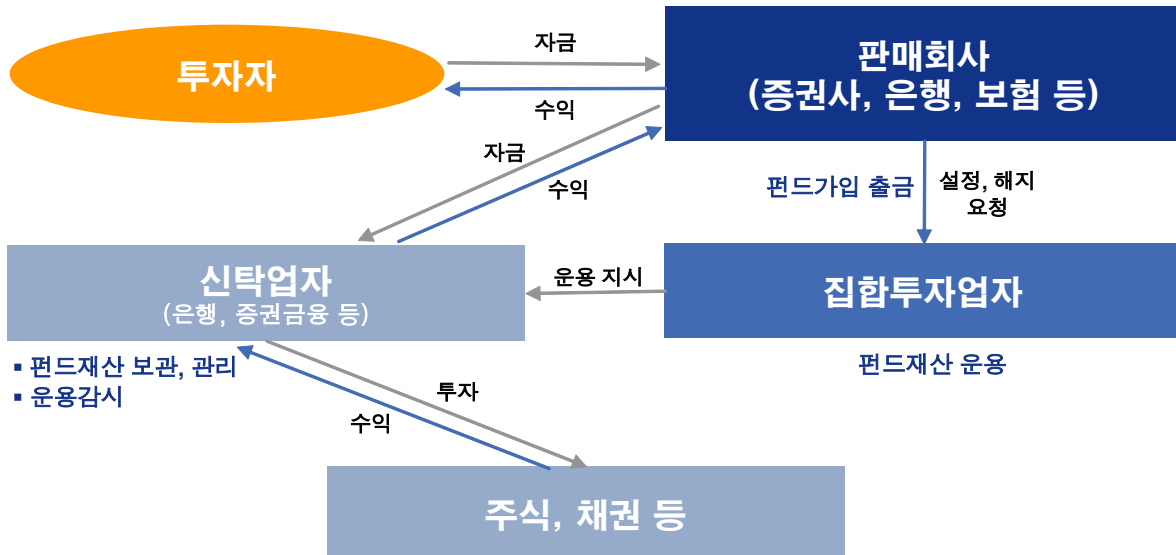 투자자
자금
수익
판매회사
(증권사, 은행, 보험 등)
자금
수익
펀드가입 출금
설정, 해지
요청
신탁업자
(은행, 증권금융 등)
운용 지시
집합투자업자
▪ 펀드재산 보관, 관리
▪ 운용감시
펀드재산 운용
투자
수익
주식, 채권 등